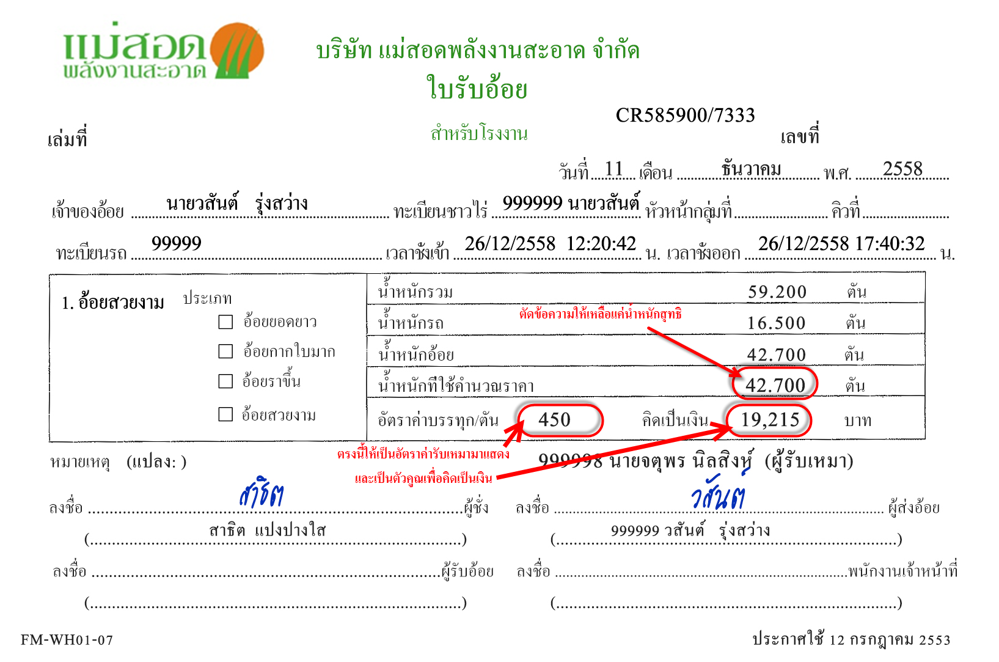 แม่สอด
พลังงานสะอาด
บริษัท แม่สอดพลังงานสะอาด จำกัด
ใบรับอ้อย
CR585900/7333
เล่มที่ สำหรับโรงงาน เลขที่
วันที่ 11 เดือน ธันวาคม พ.ศ. 2558
เจ้าของอ้อย นายวสันต์ รุ่งสว่าง ทะเบียนชาวไร่ 999999 นายวสันต์ หัวหน้ากลุ่มที่ คิวที่
ทะเบียนรถ 99999 เวลาชั่งเข้า 26/12/2558 12:20:42 น. เวลาชั่งออก 26/12/2558 17:40:32 น.
1. อ้อยสวยงาม ประเภท
อ้อยยอดยาว
อ้อยกากใบมาก
อ้อยราขึ้น
อ้อยสวยงาม
น้ำหนักรวม 59.200 ตัน
ตัดข้อความให้เหลือแค่น้ำหนักสุทธิ
น้ำหนักรถ 16.500 ตัน
น้ำหนักอ้อย 42.700 ตัน
น้ำหนักที่ใช้คำนวณราคา 42.700 ตัน
อัตราค่าบรรทุก/ตัน 450 คิดเป็นเงิน 19,215 บาท
ตรงนี้ให้เป็นอัตราค่ารับเหมามาแสดง
และเป็นตัวคูณเพื่อคิดเป็นเงิน
หมายเหตุ (แปลง: ) 999998 นายจตุพร นิลสิงห์ (ผู้รับเหมา)
ลงชื่อ สาธิต ผู้ชั่ง ลงชื่อ วสันต์ ผู้ส่งอ้อย
(สาธิต แปงปางใส) (999999 วสันต์ รุ่งสว่าง)
ลงชื่อ ผู้รับอ้อย ลงชื่อ พนักงานเจ้าหน้าที่
FM-WH01-07 ประกาศใช้ 12 กรกฎาคม 2553